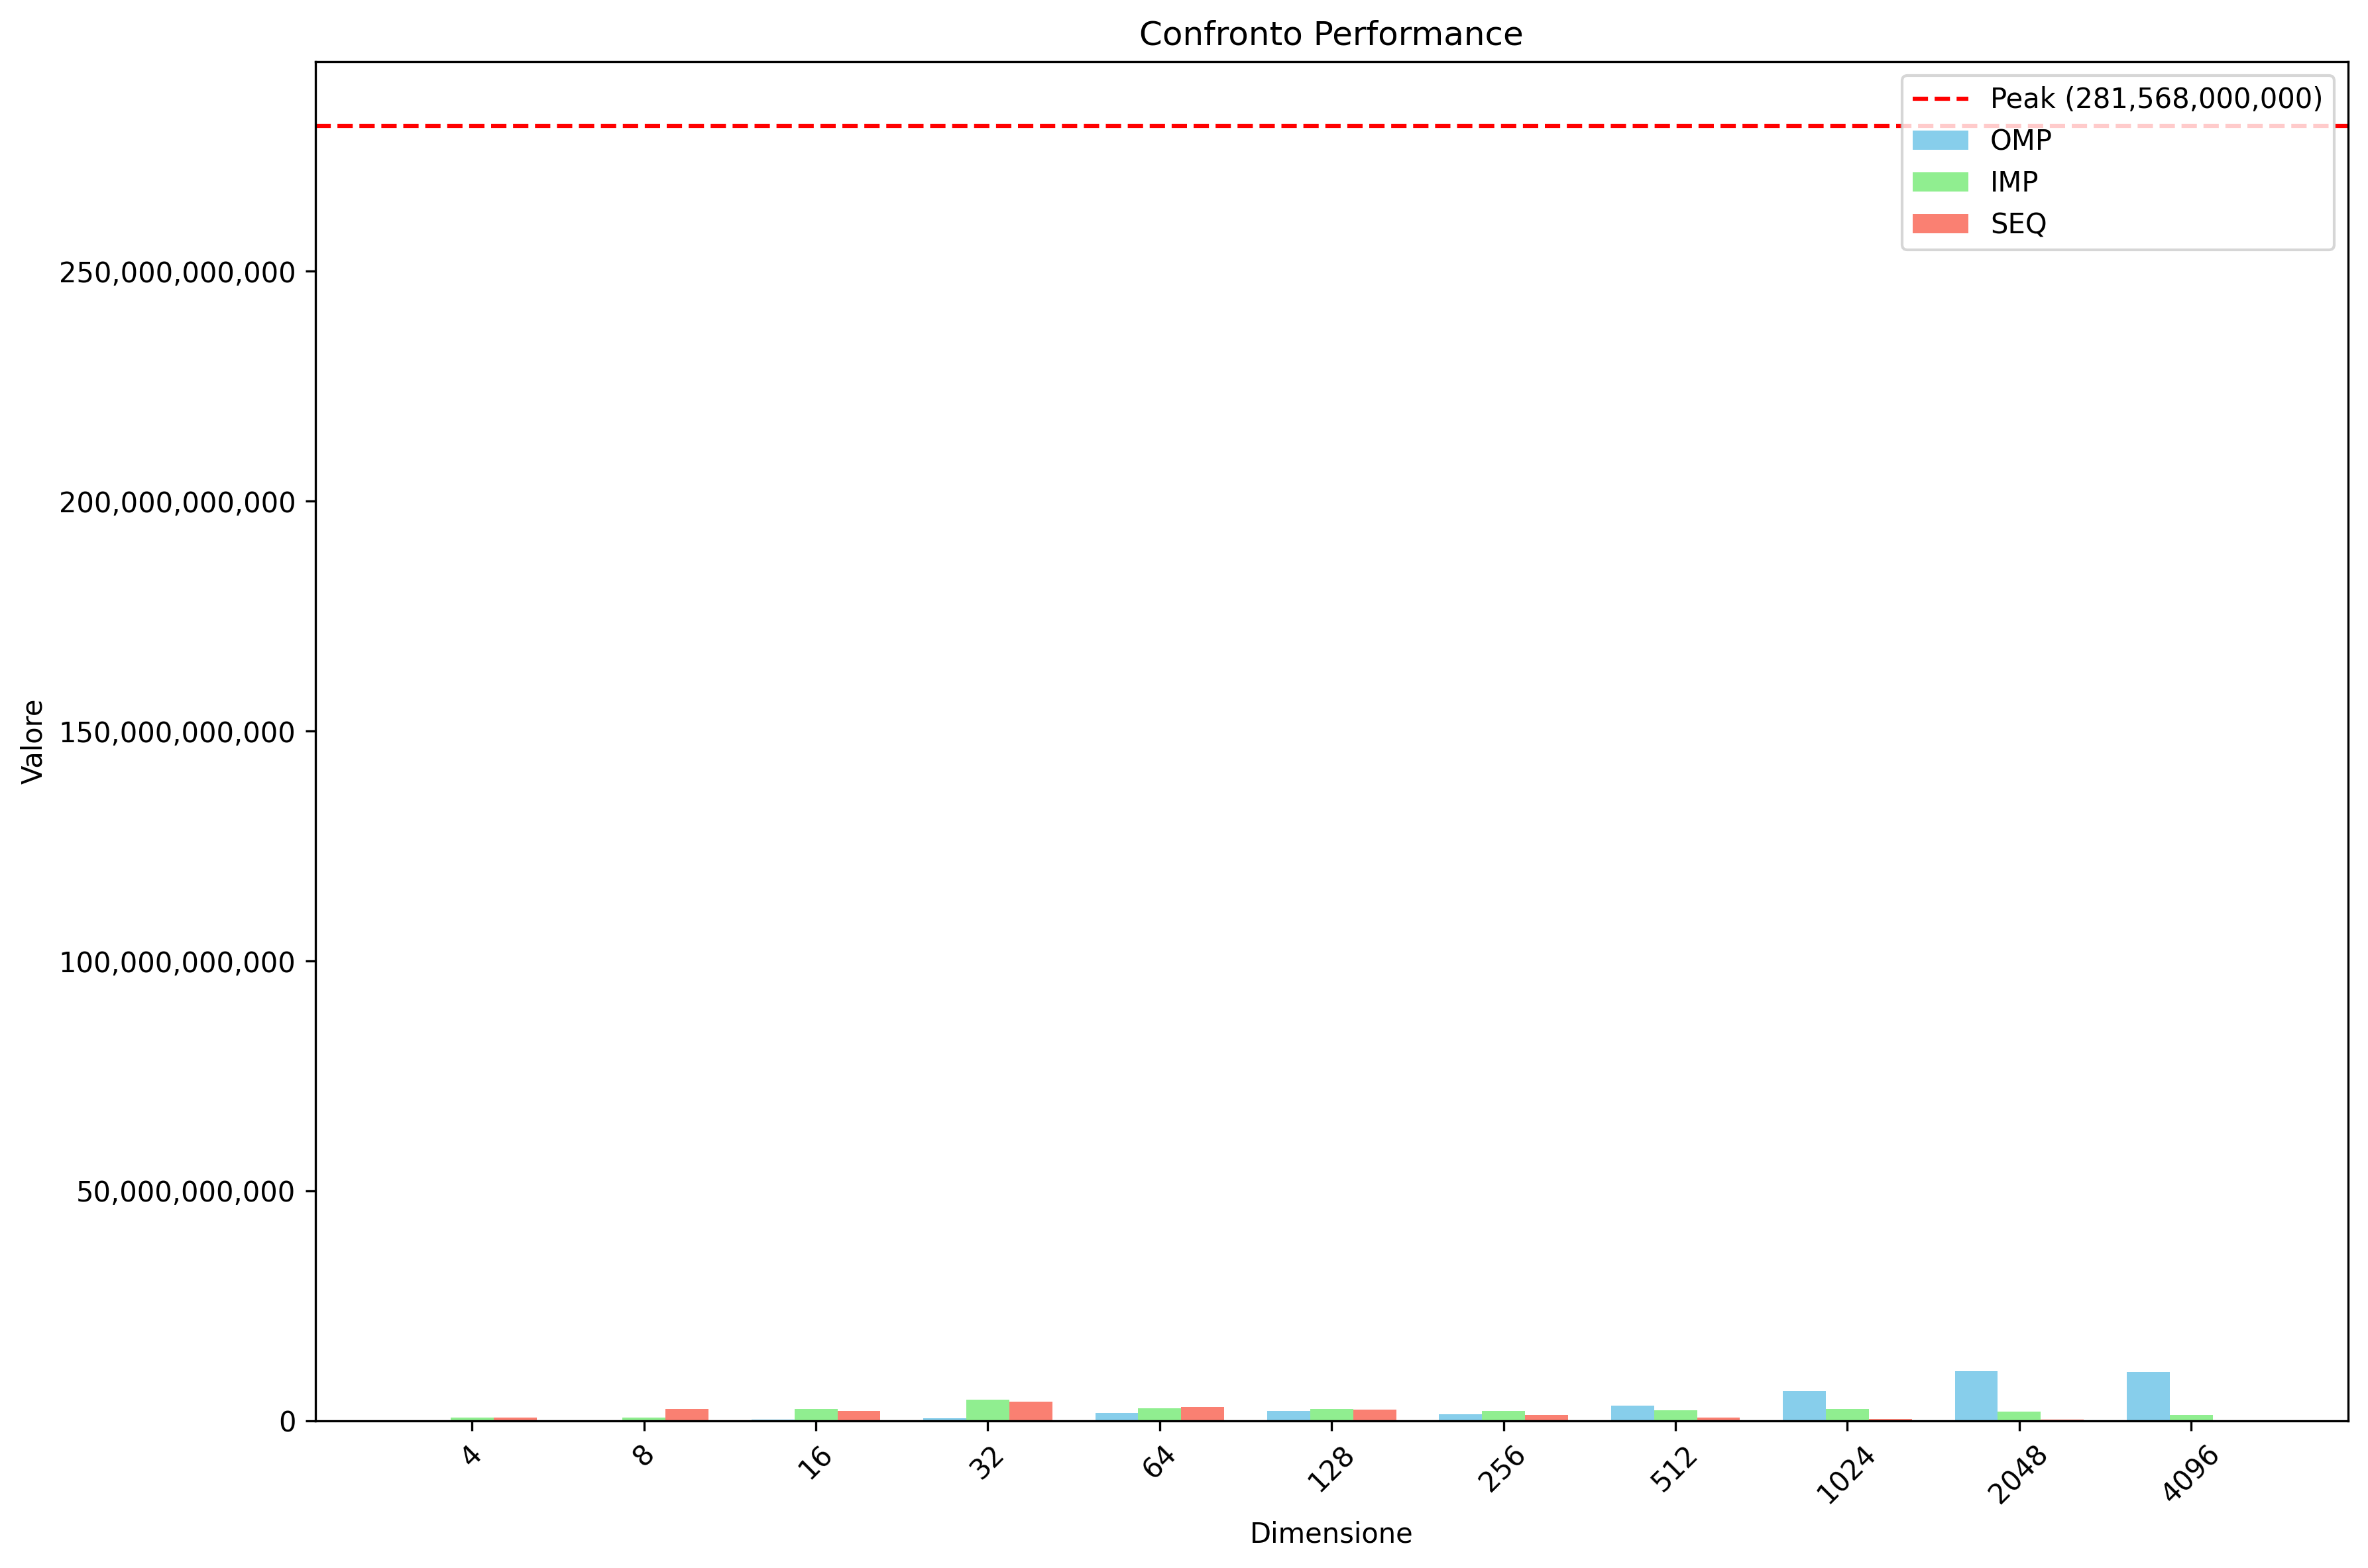 Confronto Performance
Peak (281,568,000,000)
OMP
IMP
SEQ
Valore
250,000,000,000
200,000,000,000
150,000,000,000
100,000,000,000
50,000,000,000
0
4
8
16
32
64
128
256
512
1024
2048
4096
Dimensione